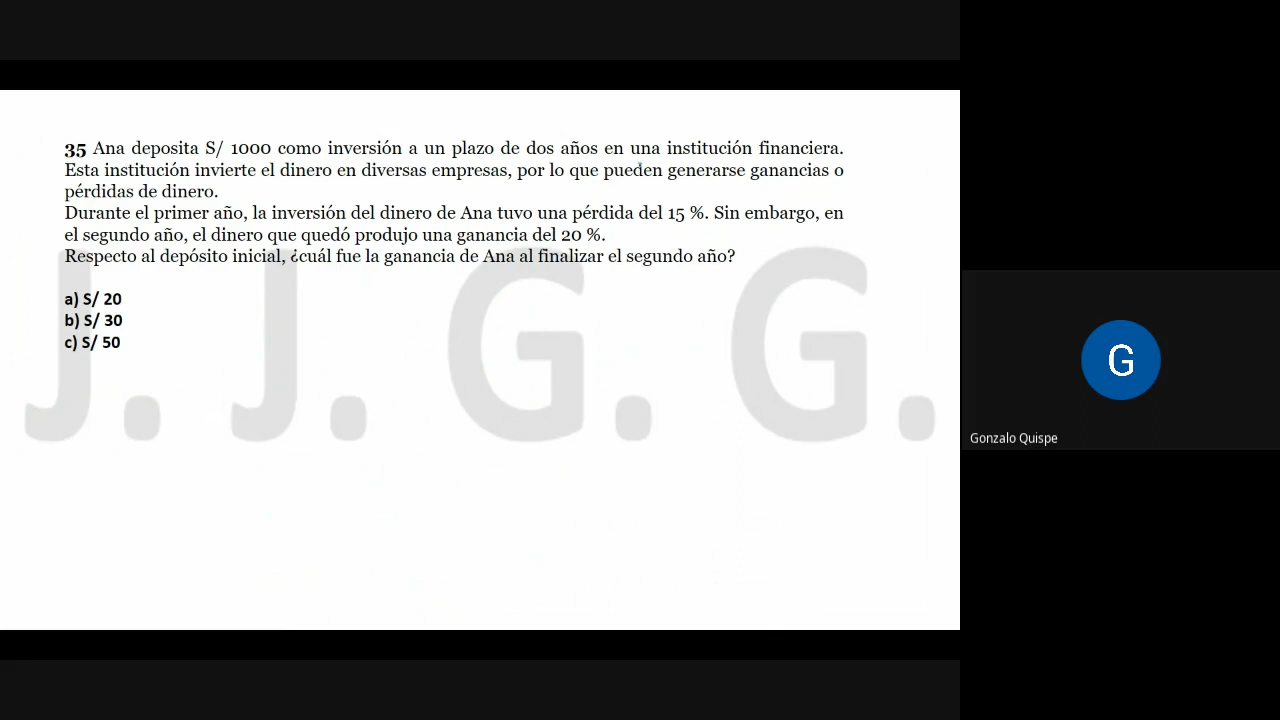 35 Ana deposita S/ 1000 como inversión a un plazo de dos años en una institución financiera.
Esta institución invierte el dinero en diversas empresas, por lo que pueden generarse ganancias o
pérdidas de dinero.
Durante el primer año, la inversión del dinero de Ana tuvo una pérdida del 15 %. Sin embargo, en
el segundo año, el dinero que quedó produjo una ganancia del 20 %.
Respecto al depósito inicial, ¿cuál fue la ganancia de Ana al finalizar el segundo año?
a) S/ 20
b) S/ 30
c) S/ 50
J. J. G. G.
G
Gonzalo Quispe